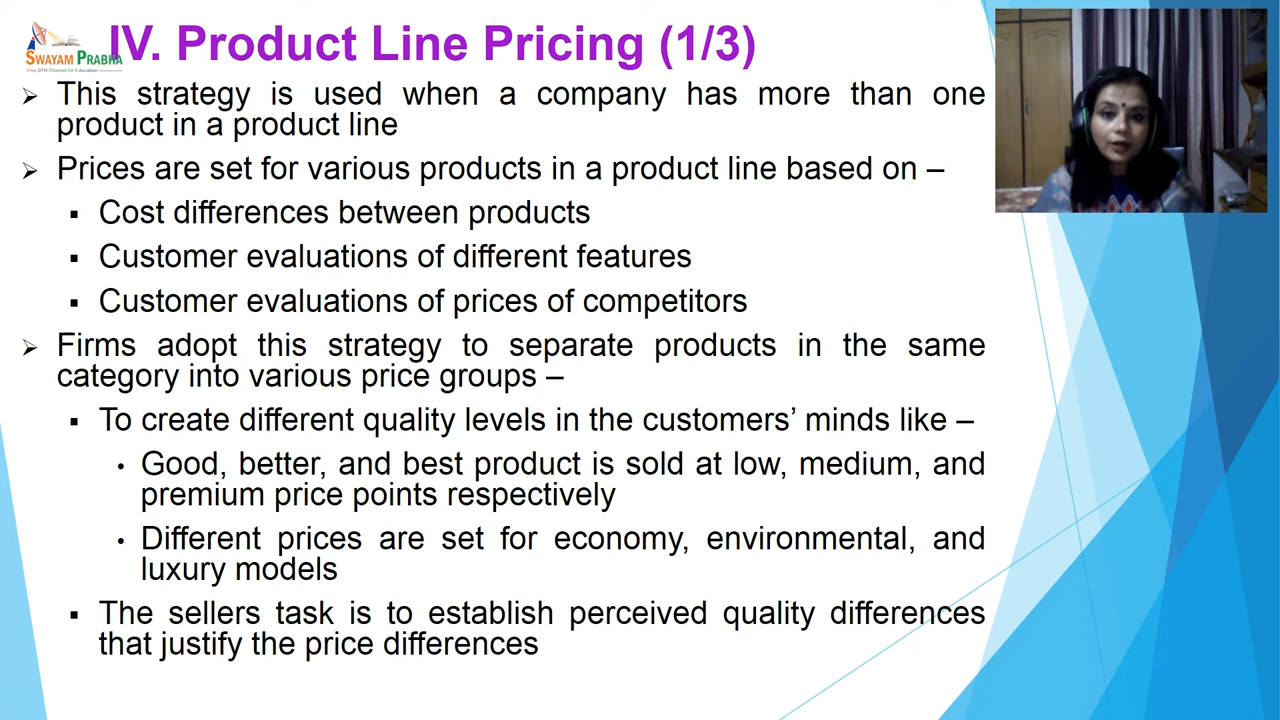 SWAYAM PRABHA
Free DTH Channel for Education
IV. Product Line Pricing (1/3)
➢ This strategy is used when a company has more than one
product in a product line
➢ Prices are set for various products in a product line based on –
▪ Cost differences between products
▪ Customer evaluations of different features
▪ Customer evaluations of prices of competitors
➢ Firms adopt this strategy to separate products in the same
category into various price groups –
▪ To create different quality levels in the customers’ minds like –
• Good, better, and best product is sold at low, medium, and
premium price points respectively
• Different prices are set for economy, environmental, and
luxury models
▪ The sellers task is to establish perceived quality differences
that justify the price differences